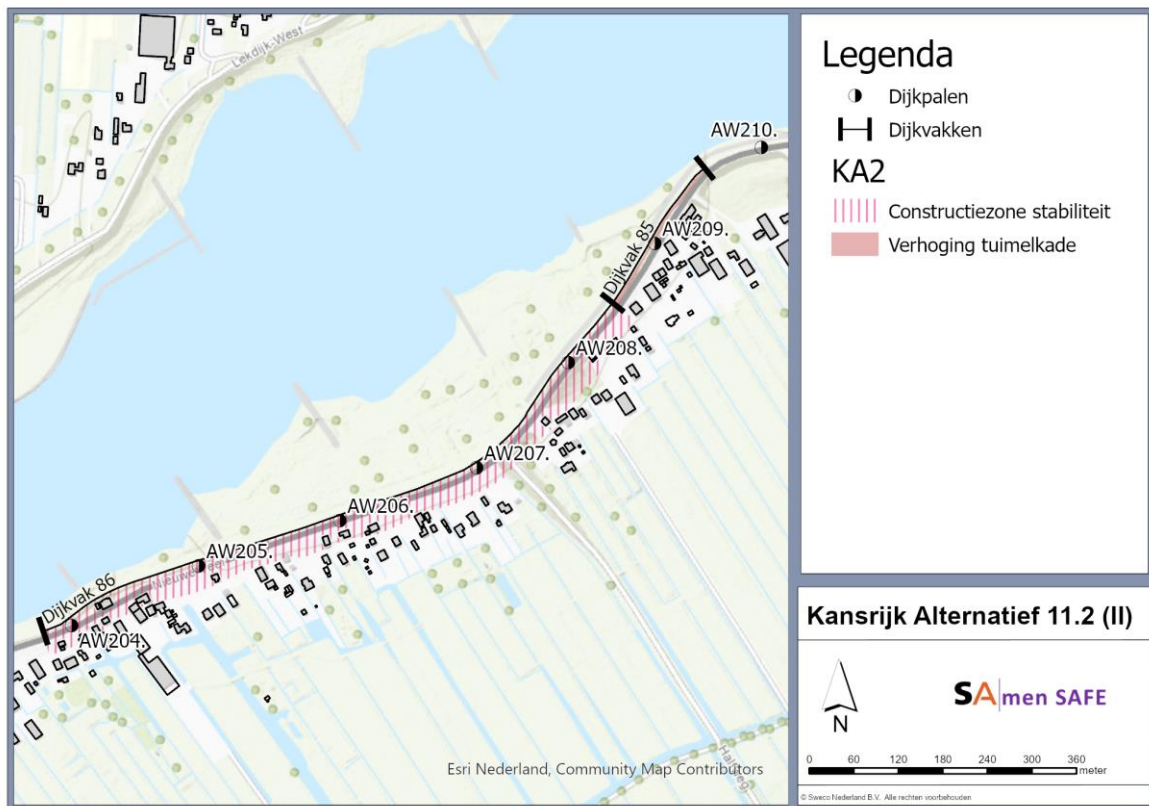 Lekdijk-West
AW210.
AW209.
Dijkvak 85
AW208.
AW207.
AW206.
AW205.
Dijkvak 86
AW204.
Esri Nederland, Community Map Contributors
Legenda
Dijkpalen
Dijkvakken
KA2
Constructiezone stabiliteit
Verhoging tuimelkade
Kansrijk Alternatief 11.2 (II)
N
SAmen SAFE
0 60 120 180 240 300 360
meter
© Sweco Nederland B.V. Alle rechten voorbehouden